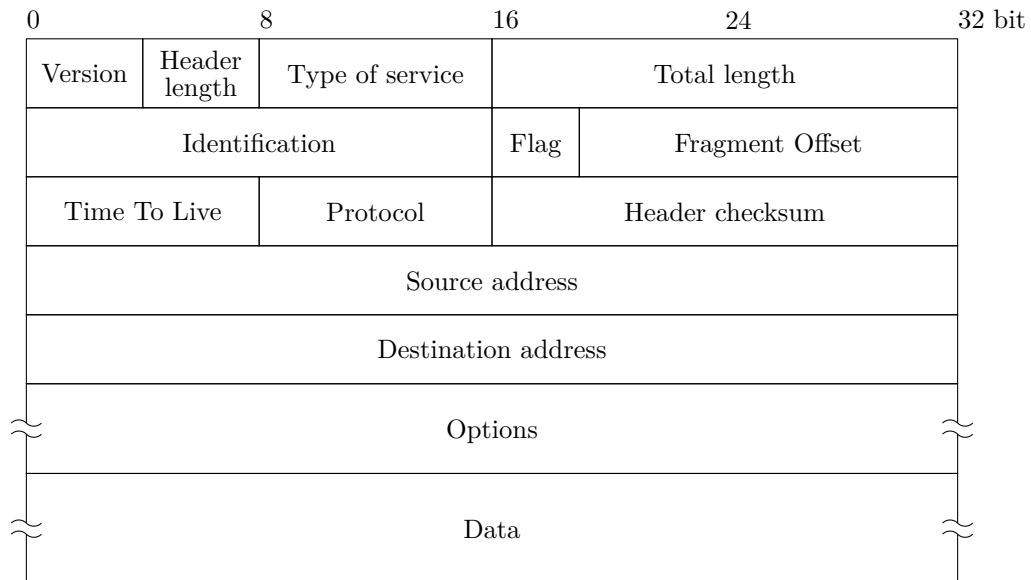 0 8 16 24 32 bit
Version Header length Type of service Total length
Identification Flag Fragment Offset
Time To Live Protocol Header checksum
Source address
Destination address
Options
Data